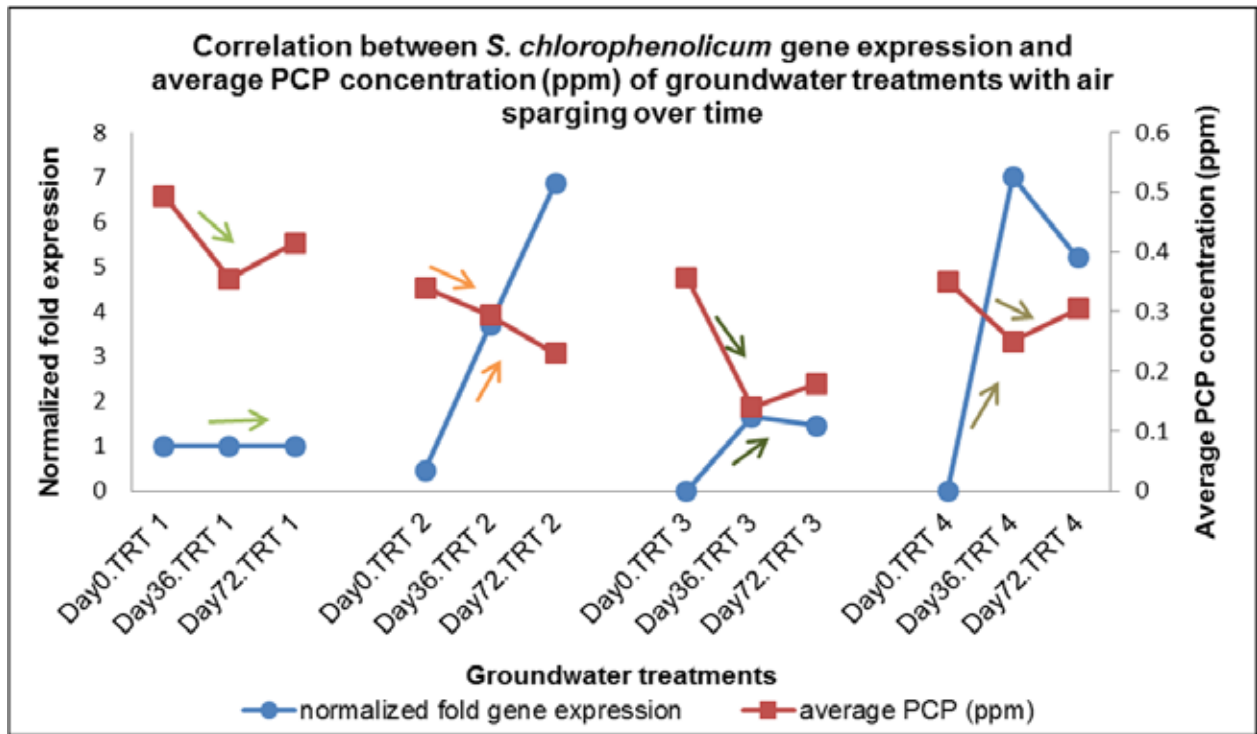 Correlation between S. chlorophenolicum gene expression and
average PCP concentration (ppm) of groundwater treatments with air
sparging over time
Normalized fold expression
8
7
6
5
4
3
2
1
0
0.6
0.5
0.4
0.3
0.2
0.1
0
Average PCP concentration (ppm)
Day0.TRT 1
Day36.TRT 1
Day72.TRT 1
Day0.TRT 2
Day36.TRT 2
Day72.TRT 2
Day0.TRT 3
Day36.TRT 3
Day72.TRT 3
Day0.TRT 4
Day36.TRT 4
Day72.TRT 4
Groundwater treatments
normalized fold gene expression
average PCP (ppm)